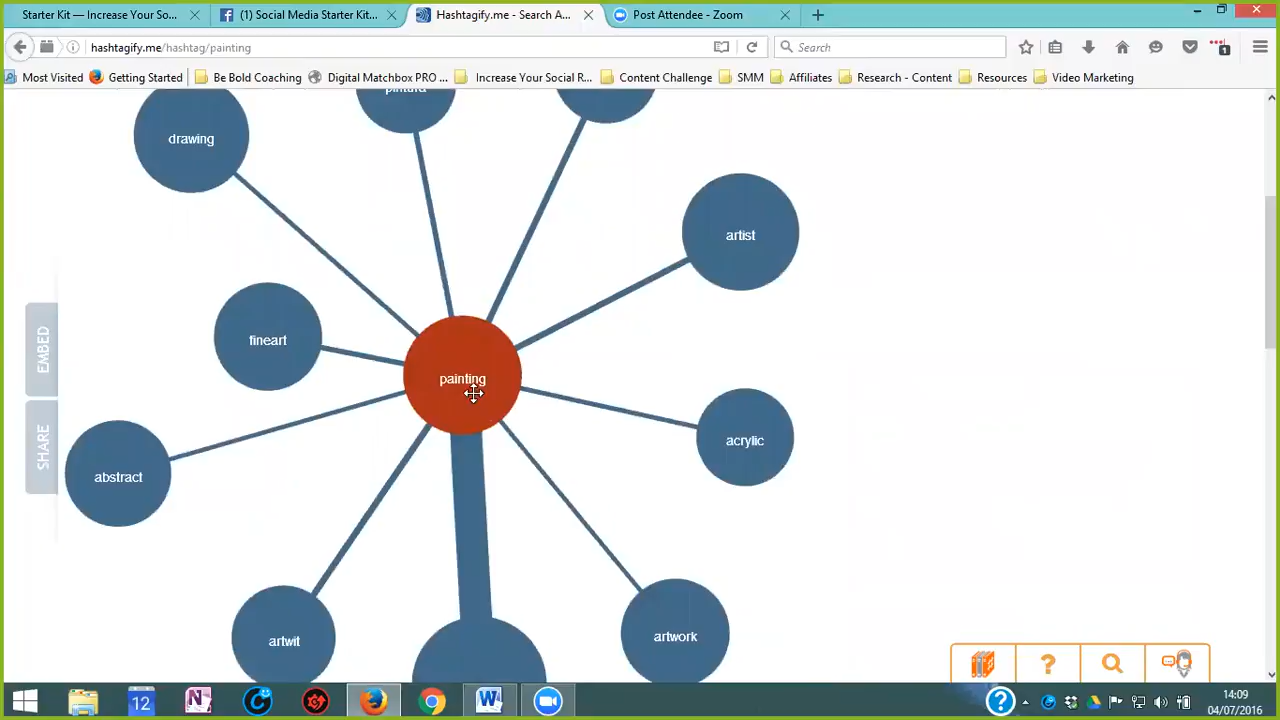 Starter Kit — Increase Your So...
(1) Social Media Starter Kit...
Hashtagify.me - Search A...
Post Attendee - Zoom
hashtagify.me/hashtag/painting
Search
1
Most Visited
Getting Started
Be Bold Coaching
Digital Matchbox PRO ...
Increase Your Social R...
Content Challenge
SMM
Affiliates
Research - Content
Resources
Video Marketing
pintura
drawing
artist
fineart
painting
acrylic
abstract
artwit
artwork
EMBED
SHARE
?
12
N
W
?
14:09
04/07/2016